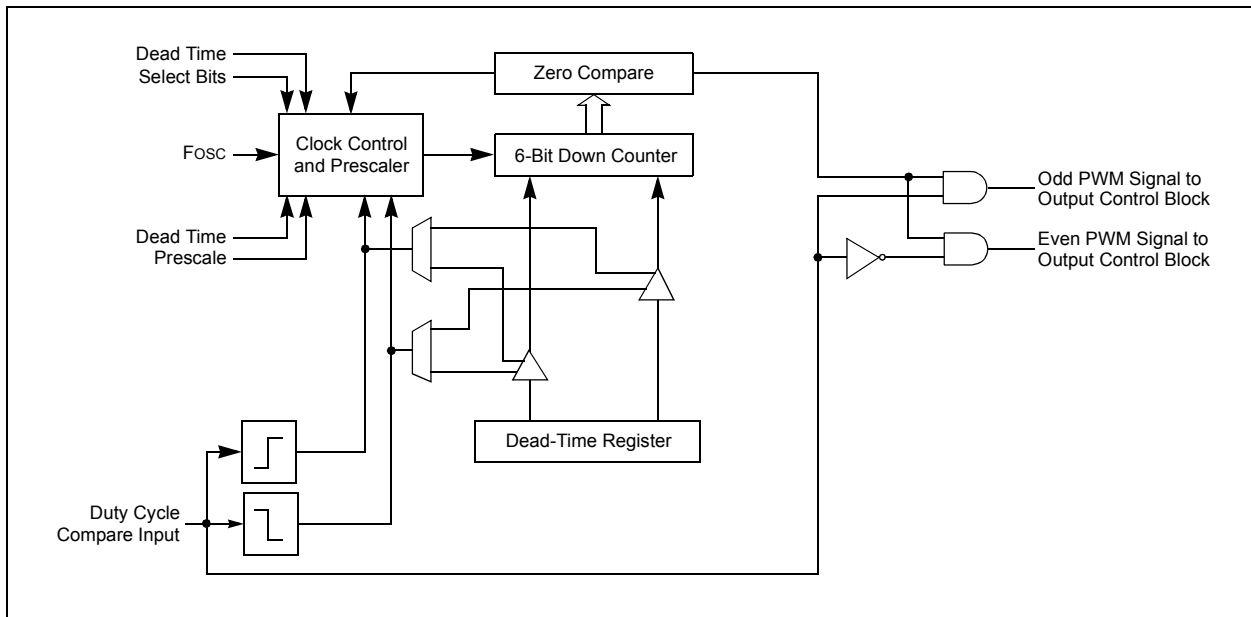 Dead Time
Select Bits
Zero Compare
Clock Control
and Prescaler
FOSC
6-Bit Down Counter
Odd PWM Signal to
Output Control Block
Even PWM Signal to
Output Control Block
Dead Time
Prescale
Dead-Time Register
Duty Cycle
Compare Input